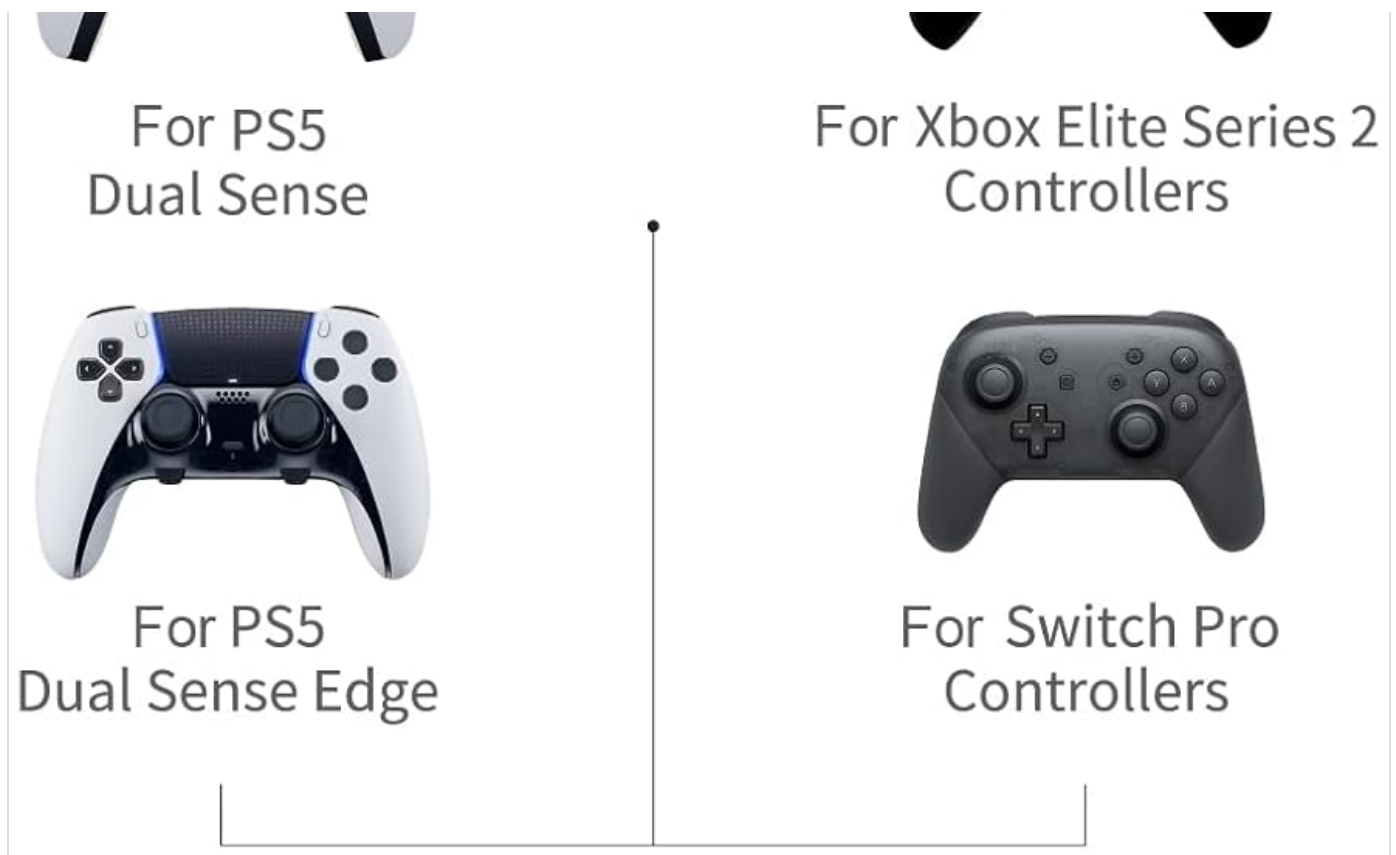 For PS5
Dual Sense
For Xbox Elite Series 2
Controllers
For PS5
Dual Sense Edge
X
Y
A
B
For Switch Pro
Controllers